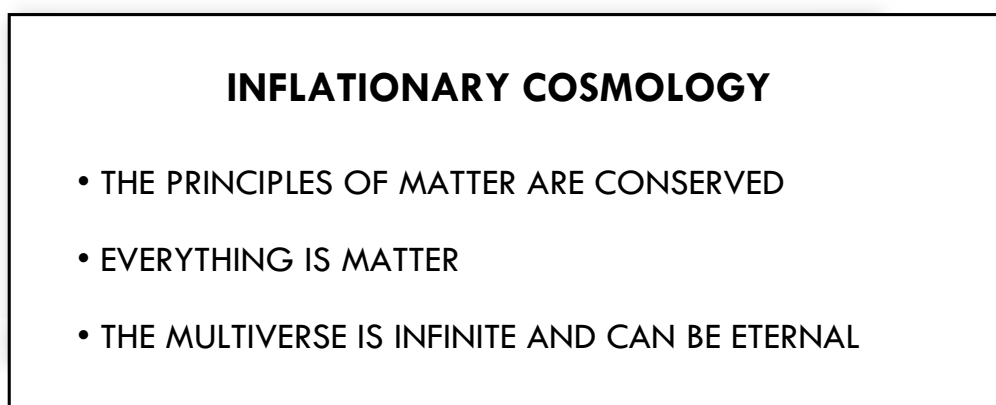 INFLATIONARY COSMOLOGY
• THE PRINCIPLES OF MATTER ARE CONSERVED
• EVERYTHING IS MATTER
• THE MULTIVERSE IS INFINITE AND CAN BE ETERNAL